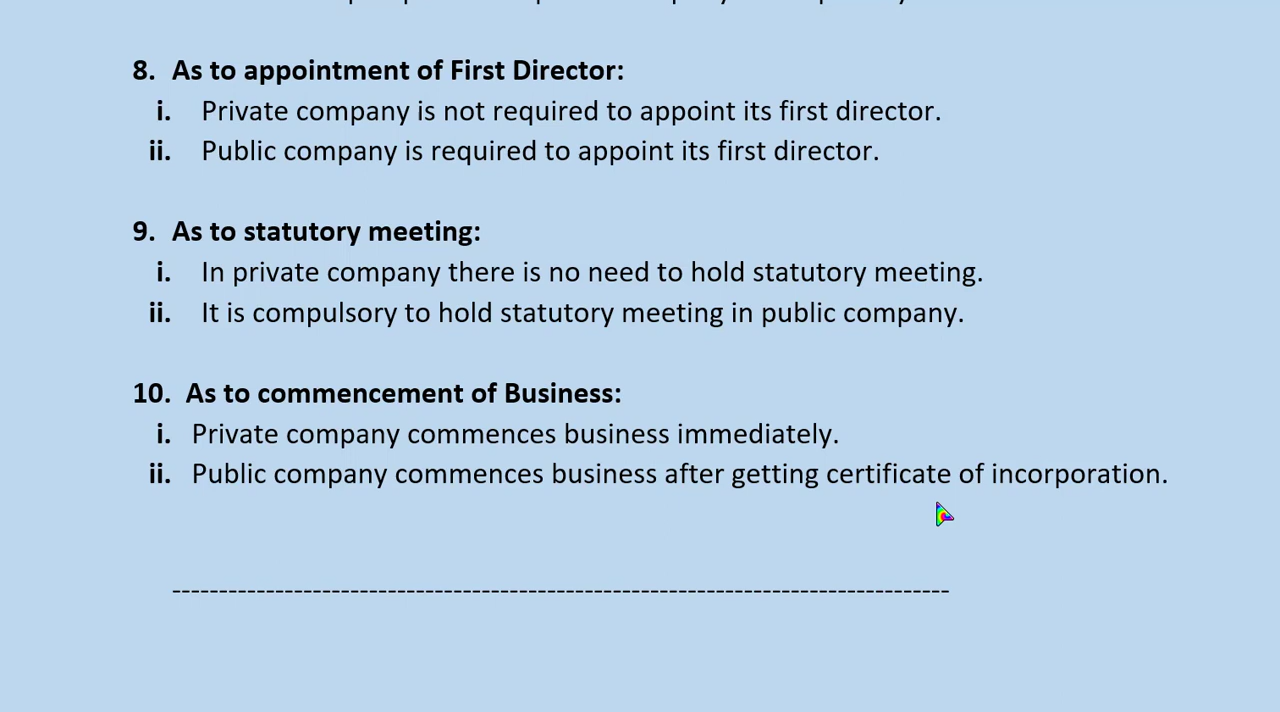 8. As to appointment of First Director:
i. Private company is not required to appoint its first director.
ii. Public company is required to appoint its first director.
9. As to statutory meeting:
i. In private company there is no need to hold statutory meeting.
ii. It is compulsory to hold statutory meeting in public company.
10. As to commencement of Business:
i. Private company commences business immediately.
ii. Public company commences business after getting certificate of incorporation.
-----------------------------------------------------------------------------------